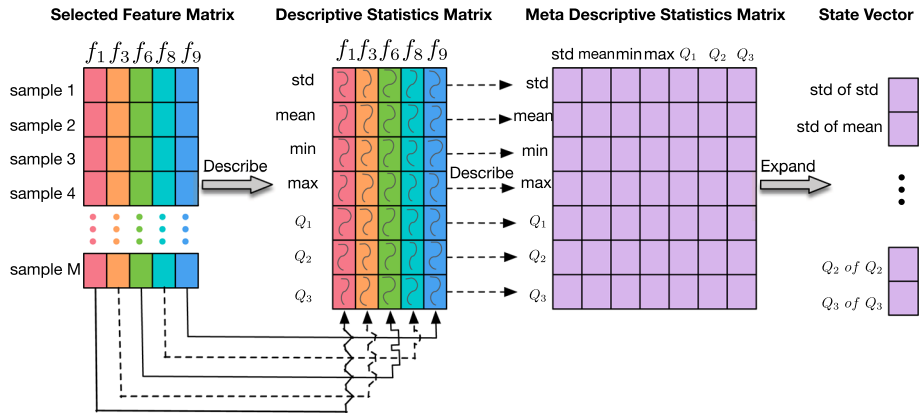 Selected Feature Matrix
Descriptive Statistics Matrix
Meta Descriptive Statistics Matrix
State Vector
f1 f3 f6 f8 f9
f1 f3 f6 f8 f9
std mean min max Q1 Q2 Q3
sample 1
sample 2
sample 3
sample 4
sample M
Describe
std
mean
min
max
Q1
Q2
Q3
Describe
std
mean
min
max
Q1
Q2
Q3
Expand
std of std
std of mean
Q2 of Q2
Q3 of Q3